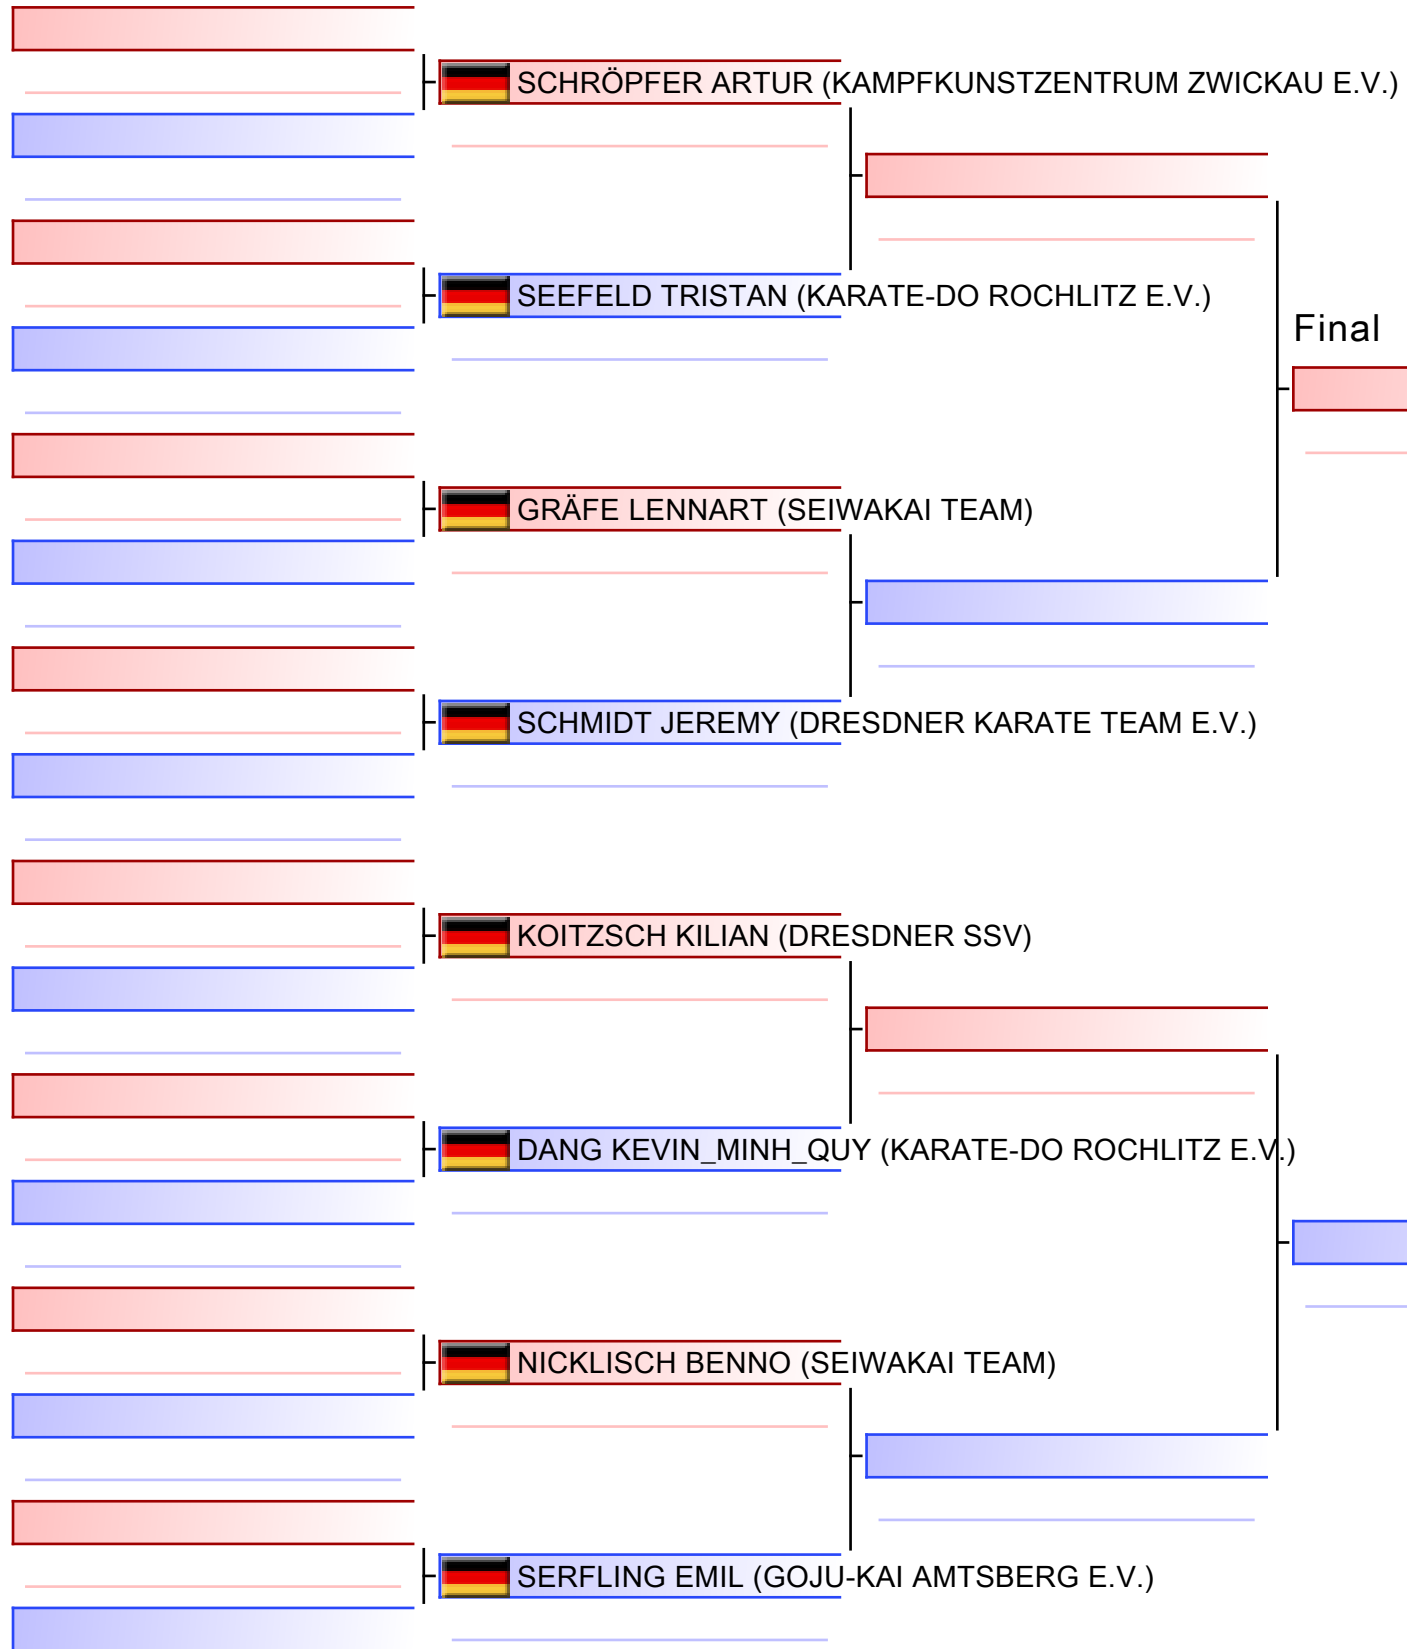 SCHRÖPFER ARTUR (KAMPFKUNSTZENTRUM ZWICKAU E.V.)
SEEFELD TRISTAN (KARATE-DO ROCHLITZ E.V.)
Final
GRÄFE LENNART (SEIWAKAI TEAM)
SCHMIDT JEREMY (DRESDNER KARATE TEAM E.V.)
KOITZSCH KILIAN (DRESDNER SSV)
DANG KEVIN_MINH_QUY (KARATE-DO ROCHLITZ E.V.)
NICKLISCH BENNO (SEIWAKAI TEAM)
SERFLING EMIL (GOJU-KAI AMTSBERG E.V.)